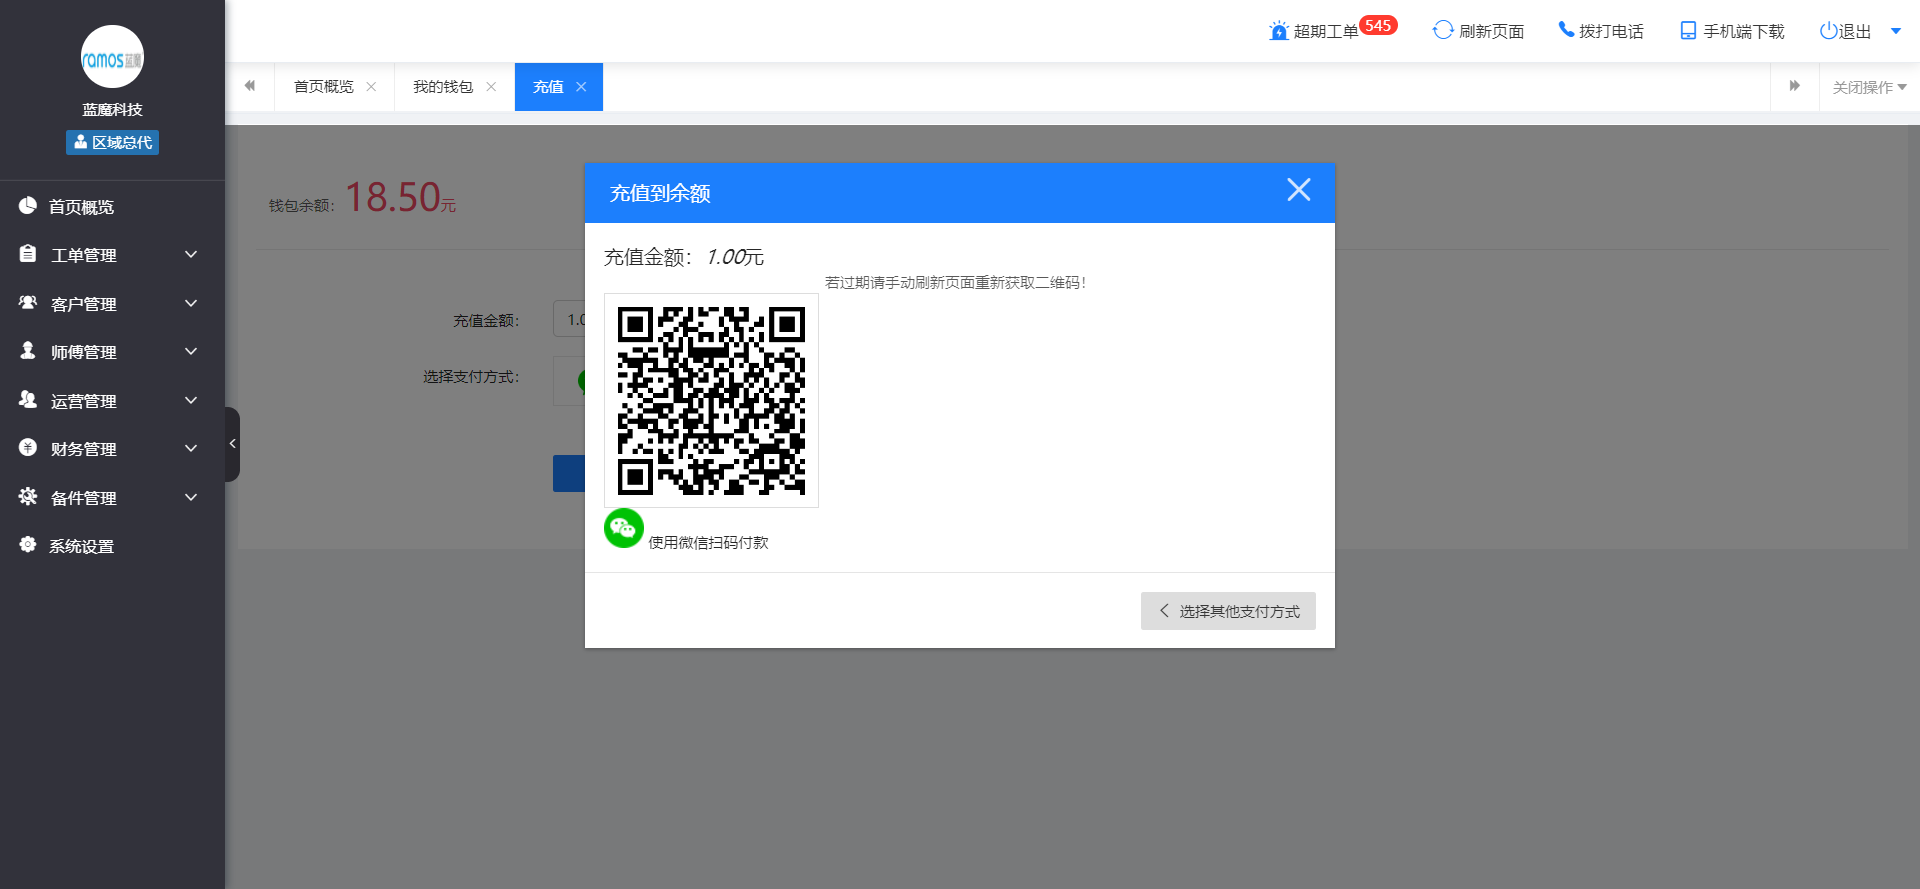 ramos蓝魔
蓝魔科技
区域总代
首页概览
工单管理
客户管理
师傅管理
运营管理
财务管理
备件管理
系统设置
超期工单 545
刷新页面
拨打电话
手机端下载
退出
首页概览
我的钱包
充值
关闭操作
钱包余额：18.50元
充值金额：
1.0
选择支付方式：
充值到余额
充值金额：1.00元
若过期请手动刷新页面重新获取二维码！
使用微信扫码付款
选择其他支付方式